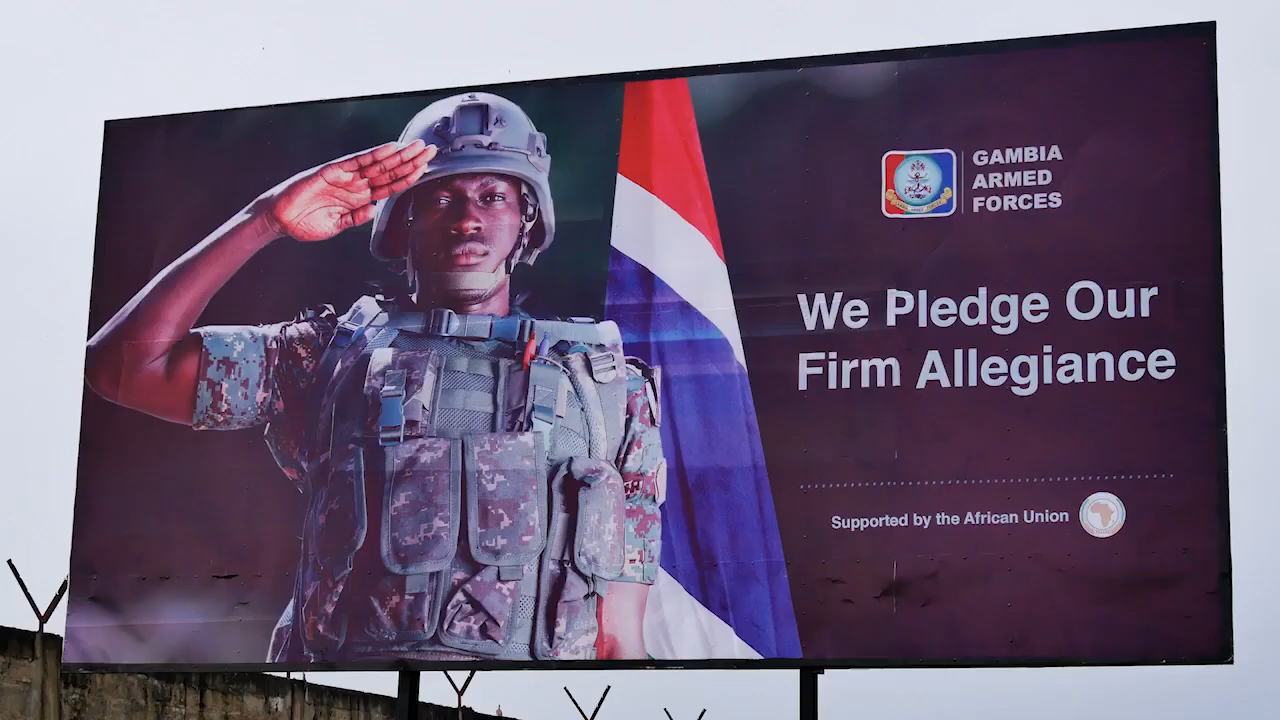 GAMBIA
ARMED
FORCES
We Pledge Our
Firm Allegiance
Supported by the African Union